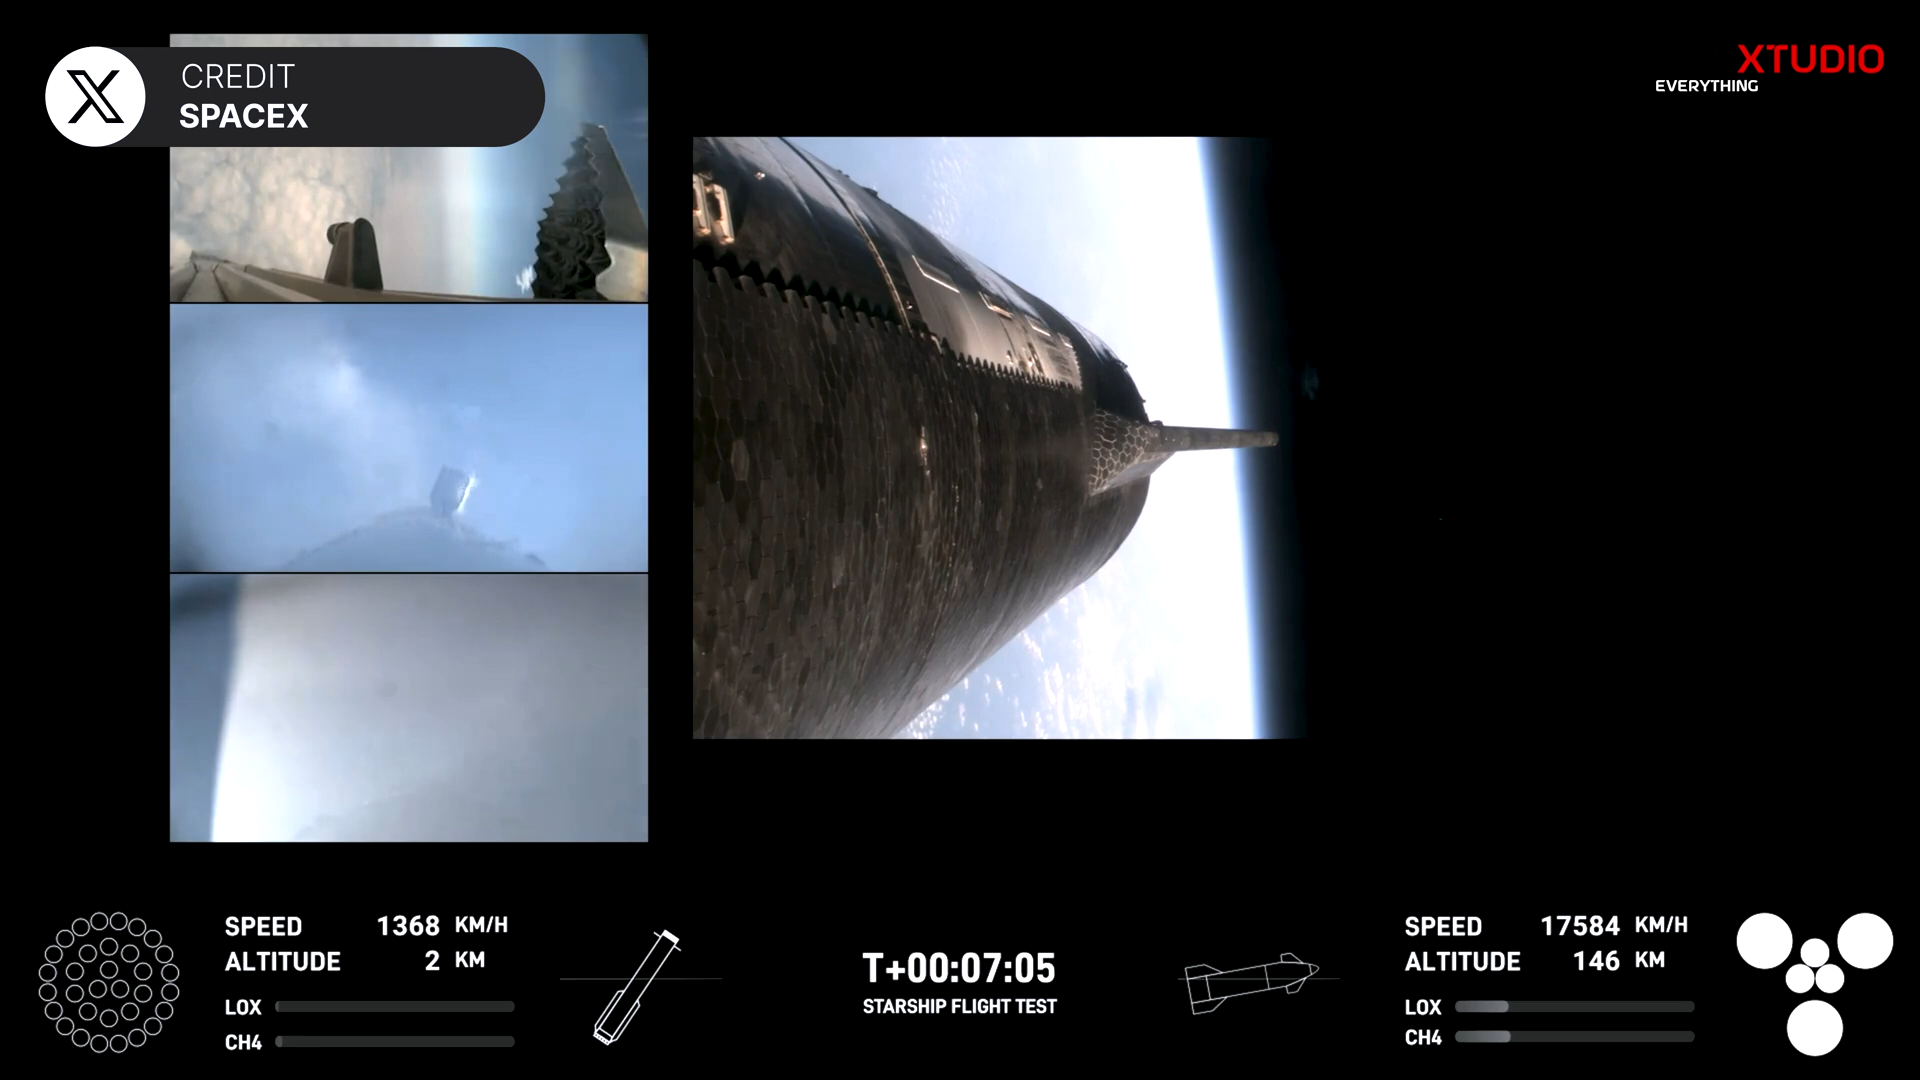 CREDIT
SPACEX
XTUDIO
EVERYTHING
SPEED 1368 KM/H
ALTITUDE 2 KM
LOX
CH4
T+00:07:05
STARSHIP FLIGHT TEST
SPEED 17584 KM/H
ALTITUDE 146 KM
LOX
CH4